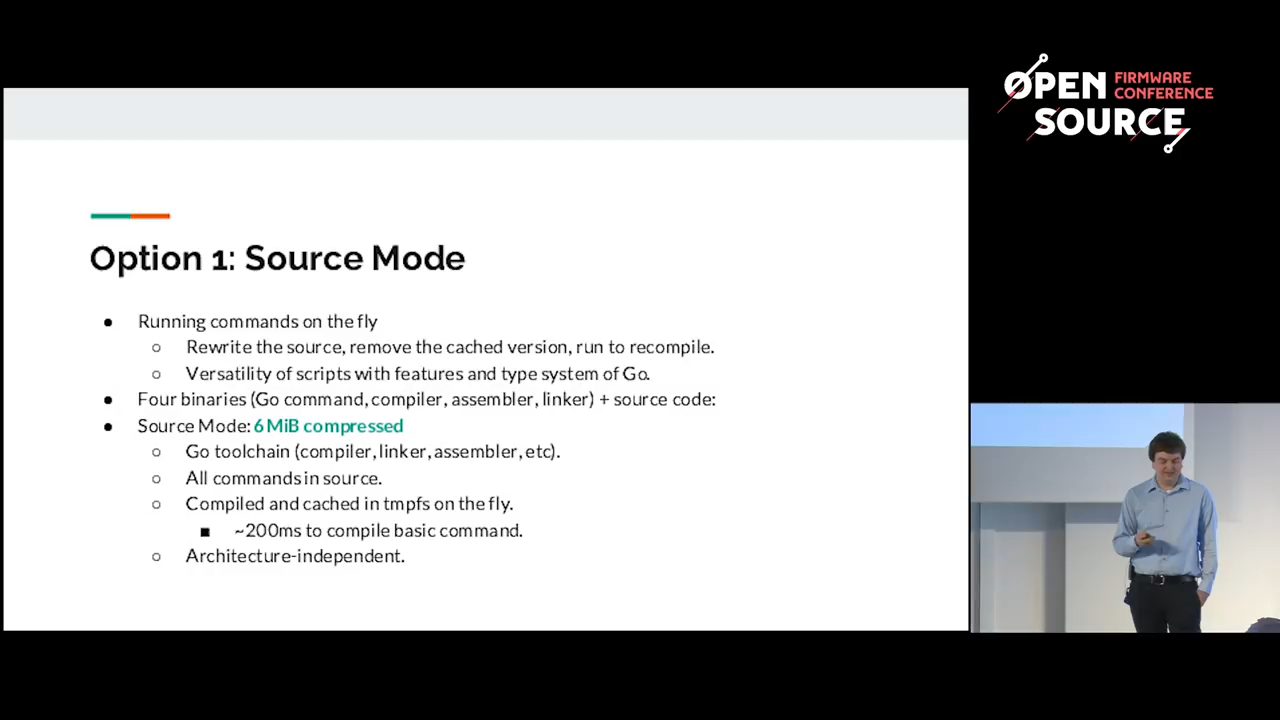 OPEN FIRMWARE
CONFERENCE
SOURCE
Option 1: Source Mode
● Running commands on the fly
○ Rewrite the source, remove the cached version, run to recompile.
○ Versatility of scripts with features and type system of Go.
● Four binaries (Go command, compiler, assembler, linker) + source code:
● Source Mode: 6 MiB compressed
○ Go toolchain (compiler, linker, assembler, etc).
○ All commands in source.
○ Compiled and cached in tmpfs on the fly.
■ ~200ms to compile basic command.
○ Architecture-independent.